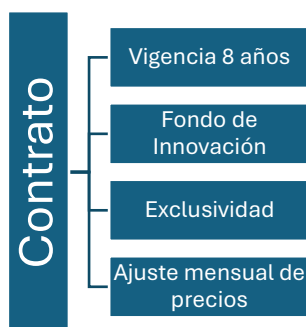 Contrato
Vigencia 8 años
Fondo de
Innovación
Exclusividad
Ajuste mensual de
precios